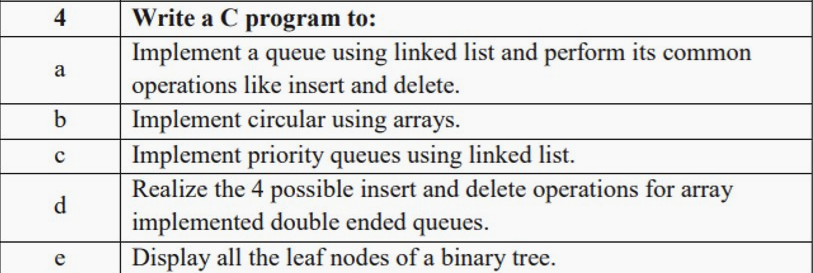 4 Write a C program to:
a Implement a queue using linked list and perform its common
operations like insert and delete.
b Implement circular using arrays.
c Implement priority queues using linked list.
d Realize the 4 possible insert and delete operations for array
implemented double ended queues.
e Display all the leaf nodes of a binary tree.